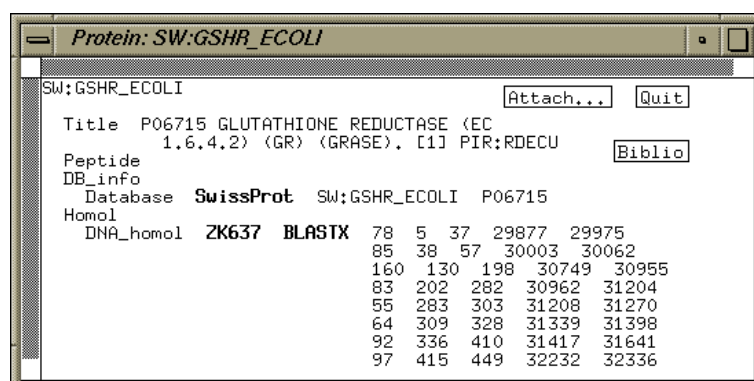 Protein: SW:GSHR_ECOLI
SW:GSHR_ECOLI
Attach... Quit
Title P06715 GLUTATHIONE REDUCTASE (EC
1.6.4.2) (GR) (GRASE). [1] PIR:RDECU
Biblio
Peptide
DB_info
Database SwissProt SW:GSHR_ECOLI P06715
Homol
DNA_homol ZK637 BLASTX 78 5 37 29877 29975
85 38 57 30003 30062
160 130 198 30749 30955
83 202 282 30962 31204
55 283 303 31208 31270
64 309 328 31339 31398
92 336 410 31417 31641
97 415 449 32232 32336